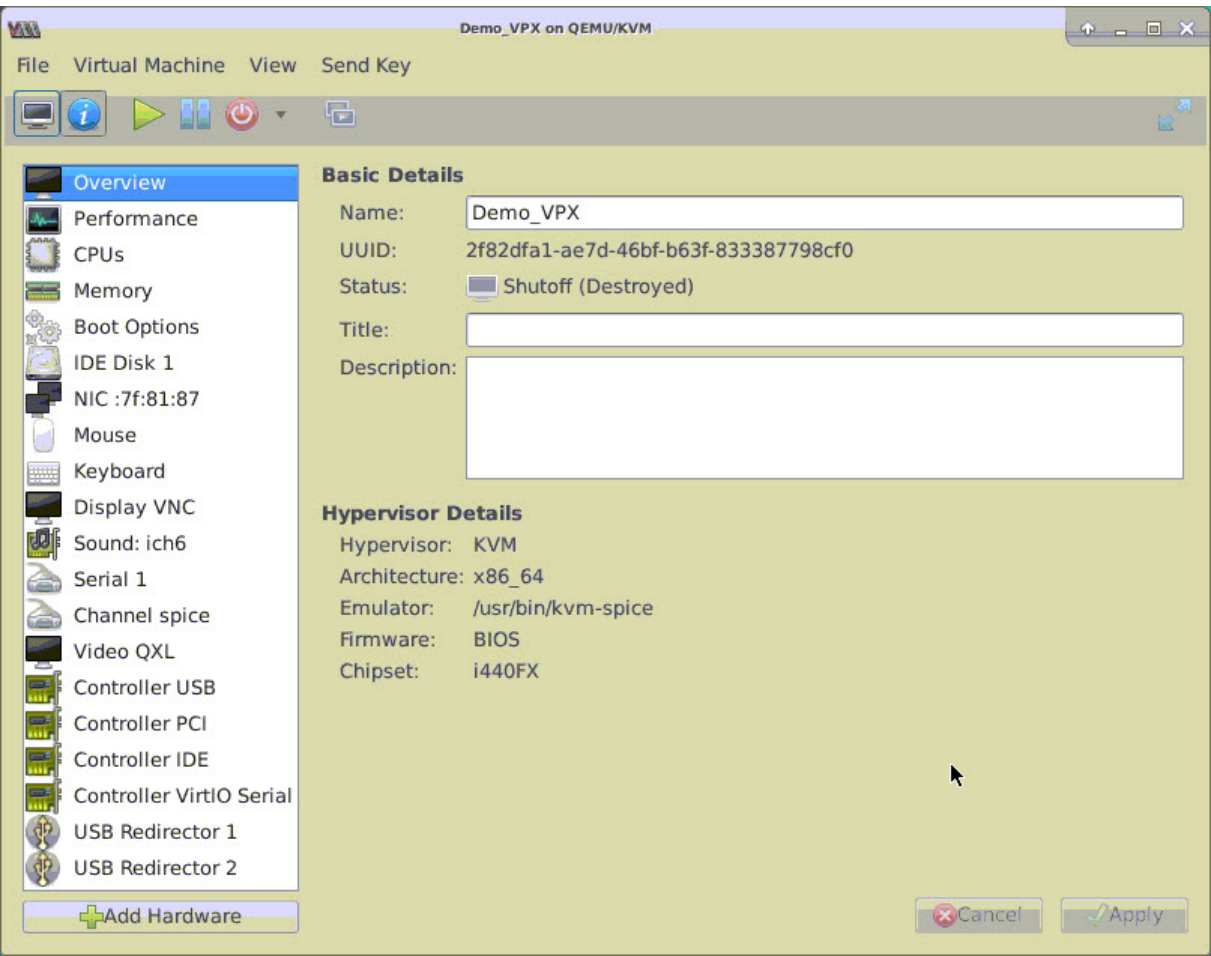 Demo_VPX on QEMU/KVM
File Virtual Machine View Send Key
Overview
Performance
CPUs
Memory
Boot Options
IDE Disk 1
NIC :7f:81:87
Mouse
Keyboard
Display VNC
Sound: ich6
Serial 1
Channel spice
Video QXL
Controller USB
Controller PCI
Controller IDE
Controller VirtIO Serial
USB Redirector 1
USB Redirector 2
Add Hardware
Basic Details
Name: Demo_VPX
UUID: 2f82dfa1-ae7d-46bf-b63f-833387798cf0
Status: Shutoff (Destroyed)
Title:
Description:
Hypervisor Details
Hypervisor: KVM
Architecture: x86_64
Emulator: /usr/bin/kvm-spice
Firmware: BIOS
Chipset: i440FX
Cancel Apply